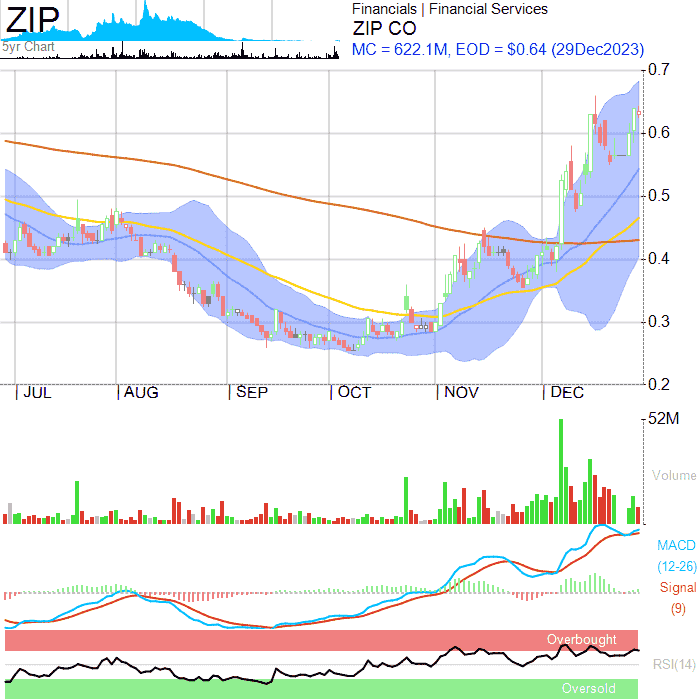 ZIP
5yr Chart
Financials | Financial Services
ZIP CO
MC = 622.1M, EOD = $0.64 (29Dec2023)
0.7
0.6
0.5
0.4
0.3
0.2
JUL AUG SEP OCT NOV DEC
52M
Volume
MACD
(12-26)
Signal
(9)
Overbought
RSI(14)
Oversold